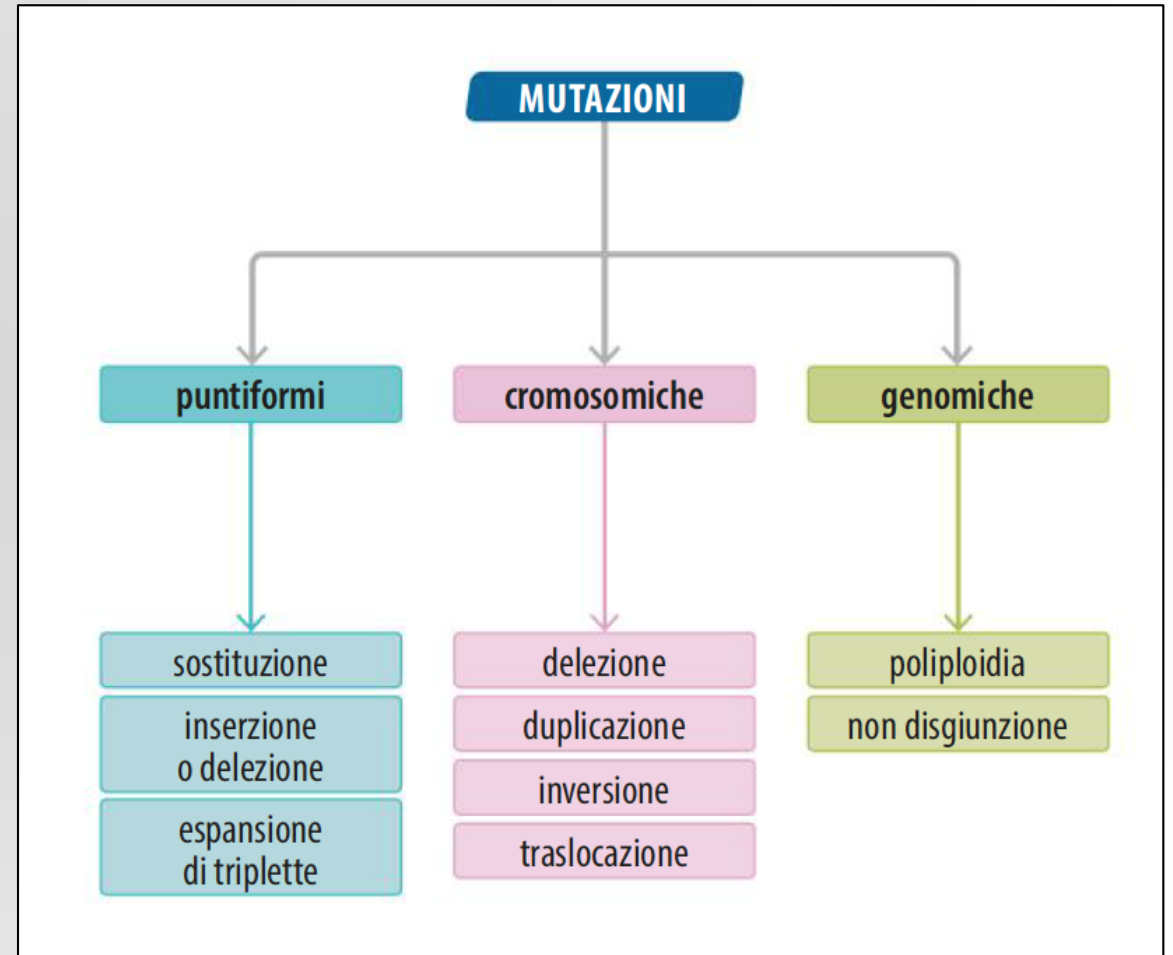 MUTAZIONI
puntiformi
sostituzione
inserzione
o delezione
espansione
di triplette
cromosomiche
delezione
duplicazione
inversione
traslocazione
genomiche
poliploidia
non disgiunzione